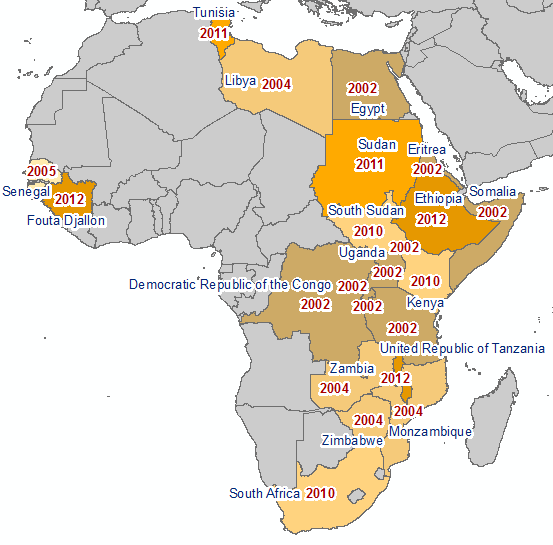 Tunisia
2011
Libya 2004
2002
Egypt
Sudan
2011
Eritrea
2002
2005
Senegal
2012
Fouta Djallon
Ethiopia
2012
Somalia
2002
South Sudan
2010
2002
Uganda
2002
2002
Democratic Republic of the Congo
2002
2002
2010
Kenya
2002
United Republic of Tanzania
Zambia
2012
2004
2004
2004
Monzambique
Zimbabwe
South Africa 2010